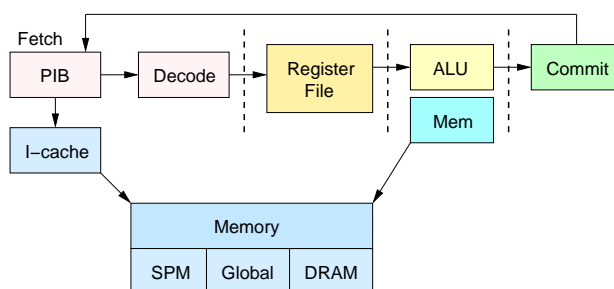 Fetch
PIB
Decode
Register
File
ALU
Commit
Mem
I−cache
Memory
SPM
Global
DRAM